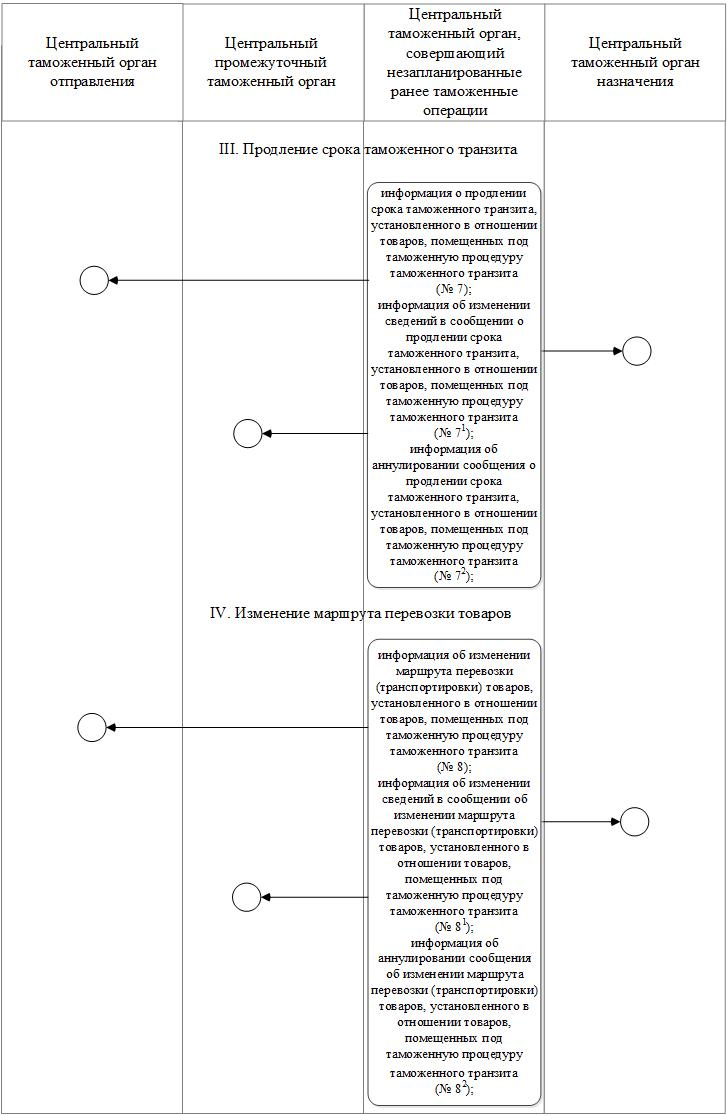 Центральный
таможенный орган
отправления
Центральный
промежуточный
таможенный орган
Центральный
таможенный орган,
совершающий
незапланированные
ранее таможенные
операции
Центральный
таможенный орган
назначения
III. Продление срока таможенного транзита
информация о продлении
срока таможенного транзита,
установленного в отношении
товаров, помещенных под
таможенную процедуру
таможенного транзита
(№ 7);
информация об изменении
сведений в сообщении о
продлении срока
таможенного транзита,
установленного в отношении
товаров, помещенных под
таможенную процедуру
таможенного транзита
(№ 7¹);
информация об
аннулировании сообщения о
продлении срока
таможенного транзита,
установленного в отношении
товаров, помещенных под
таможенную процедуру
таможенного транзита
(№ 7²);
IV. Изменение маршрута перевозки товаров
информация об изменении
маршрута перевозки
(транспортировки) товаров,
установленного в отношении
товаров, помещенных под
таможенную процедуру
таможенного транзита
(№ 8);
информация об изменении
сведений в сообщении об
изменении маршрута
перевозки (транспортировки)
товаров, установленного в
отношении товаров,
помещенных под
таможенную процедуру
таможенного транзита
(№ 8¹);
информация об
аннулировании сообщения
об изменении маршрута
перевозки (транспортировки)
товаров, установленного в
отношении товаров,
помещенных под
таможенную процедуру
таможенного транзита
(№ 8²);